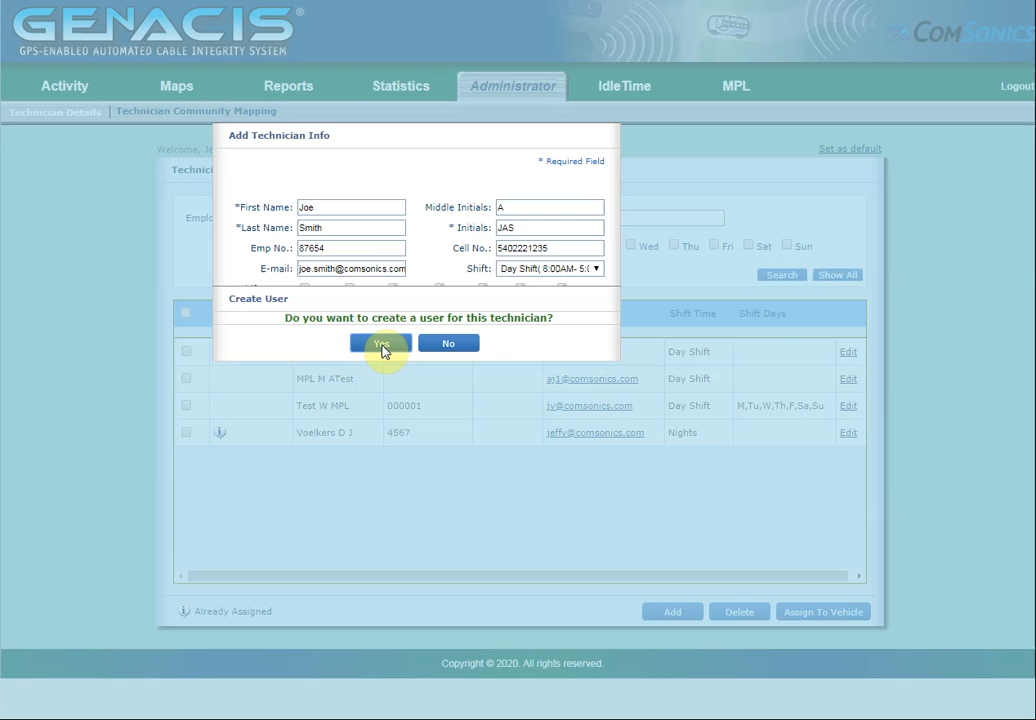 GENACIS®
GPS-ENABLED AUTOMATED CABLE INTEGRITY SYSTEM
COMSONICS
Activity Maps Reports Statistics Administrator IdleTime MPL Logout
Technician Details | Technician Community Mapping
Add Technician Info
Welcome, Je
Set as default
* Required Field
Technici
*First Name: Joe Middle Initials: A
Emplo
*Last Name: Smith * Initials: JAS
Emp No.: 87654 Cell No.: 5402221235
Wed Thu Fri Sat Sun
E-mail: joe.smith@comsonics.com Shift: Day Shift( 8:00AM- 5:(
Search Show All
Create User
Do you want to create a user for this technician?
Shift Time Shift Days
Yes No
Day Shift Edit
MPL M ATest aj1@comsonics.com Day Shift Edit
Test W MPL 000001 jv@comsonics.com Day Shift M,Tu,W,Th,F,Sa,Su Edit
Voelkers D J 4567 jeffv@comsonics.com Nights Edit
Already Assigned
Add Delete Assign To Vehicle
Copyright © 2020. All rights reserved.